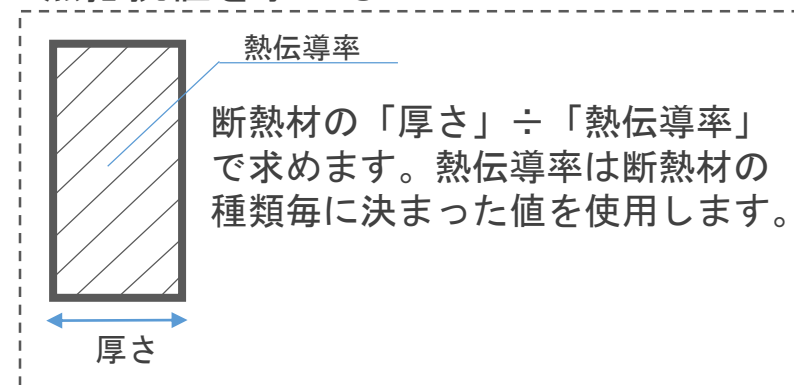 熱伝導率
断熱材の「厚さ」÷「熱伝導率」
で求めます。熱伝導率は断熱材の
種類毎に決まった値を使用します。
厚さ